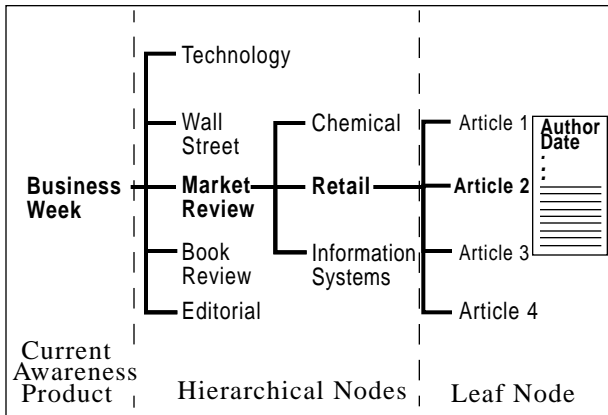 Technology
Wall
Street
Chemical
Article 1
Author
Date
Business
Week
Market
Review
Retail
Article 2
Book
Review
Information
Systems
Article 3
Editorial
Article 4
Current
Awareness
Product
Hierarchical Nodes
Leaf Node